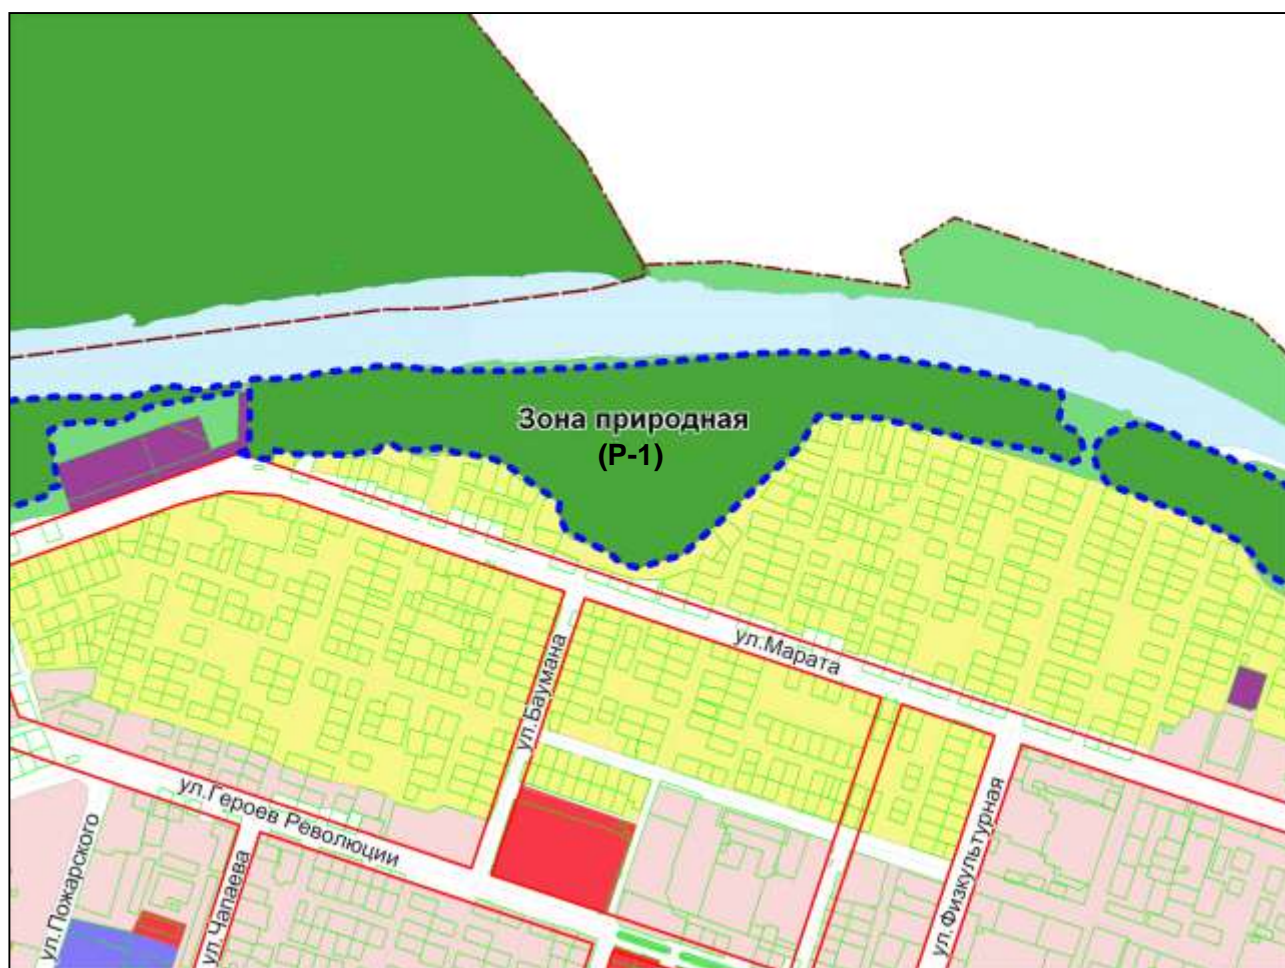 Зона природная
(Р-1)
ул.Марата
ул.Баумана
ул.Героев Революции
ул.Физкультурная
ул.Пожарского
ул.Чапаева